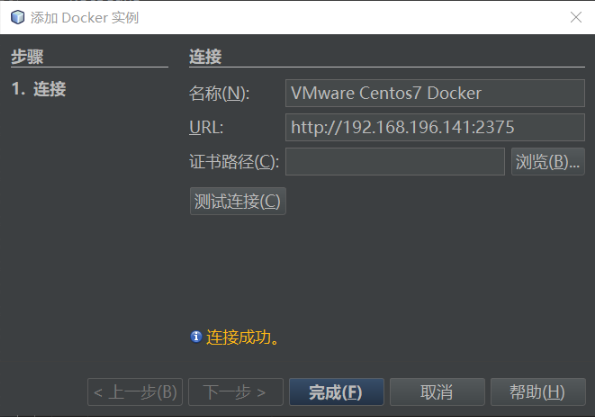 添加 Docker 实例
步骤
1. 连接
连接
名称(N): VMware Centos7 Docker
URL: http://192.168.196.141:2375
证书路径(C): 浏览(B)...
测试连接(C)
连接成功。
< 上一步(B) 下一步 > 完成(F) 取消 帮助(H)